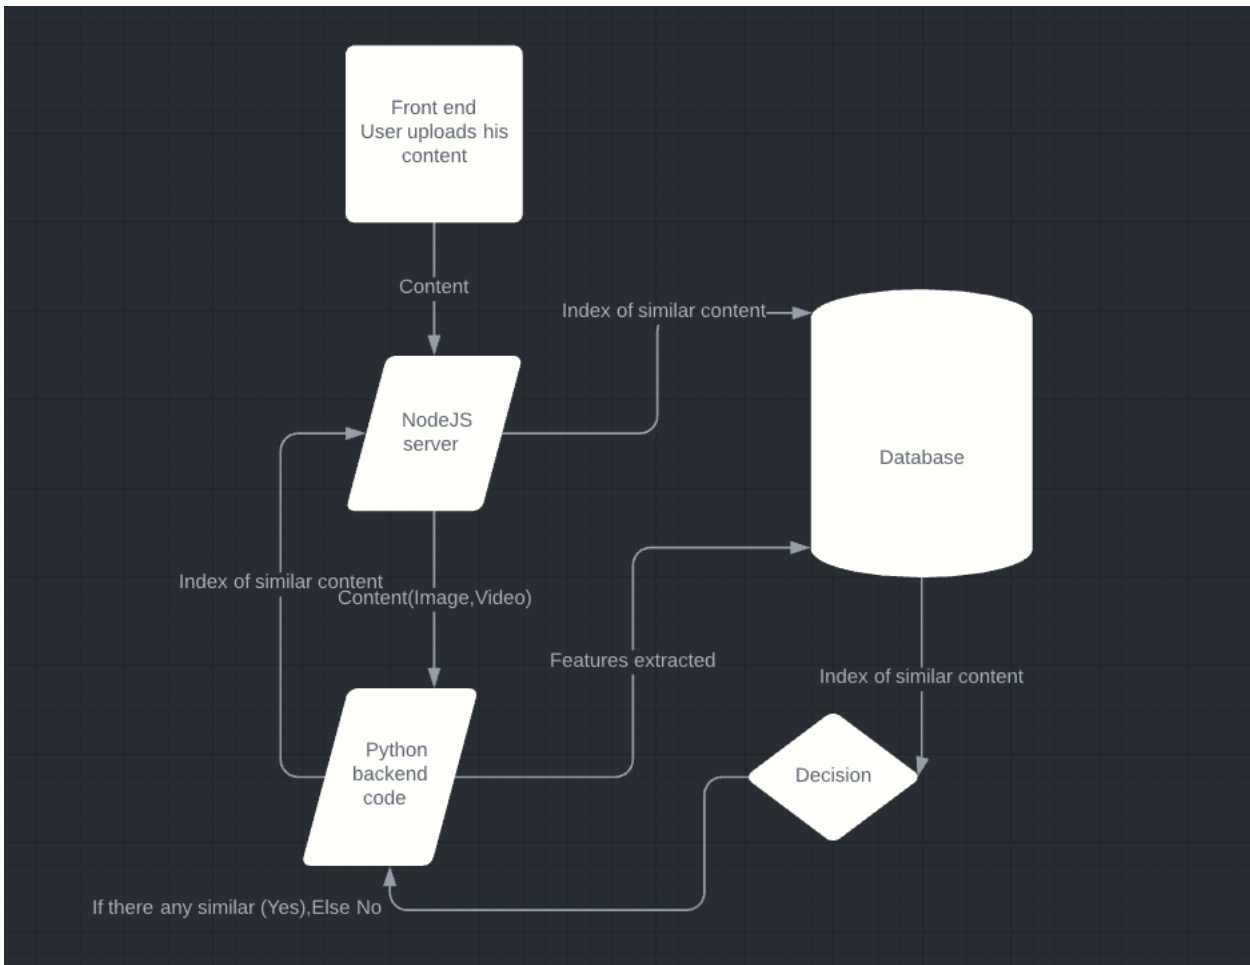 Front end
User uploads his
content
Content
Index of similar content
NodeJS
server
Database
Index of similar content
Content(Image,Video)
Features extracted
Index of similar content
Python
backend
code
Decision
If there any similar (Yes),Else No